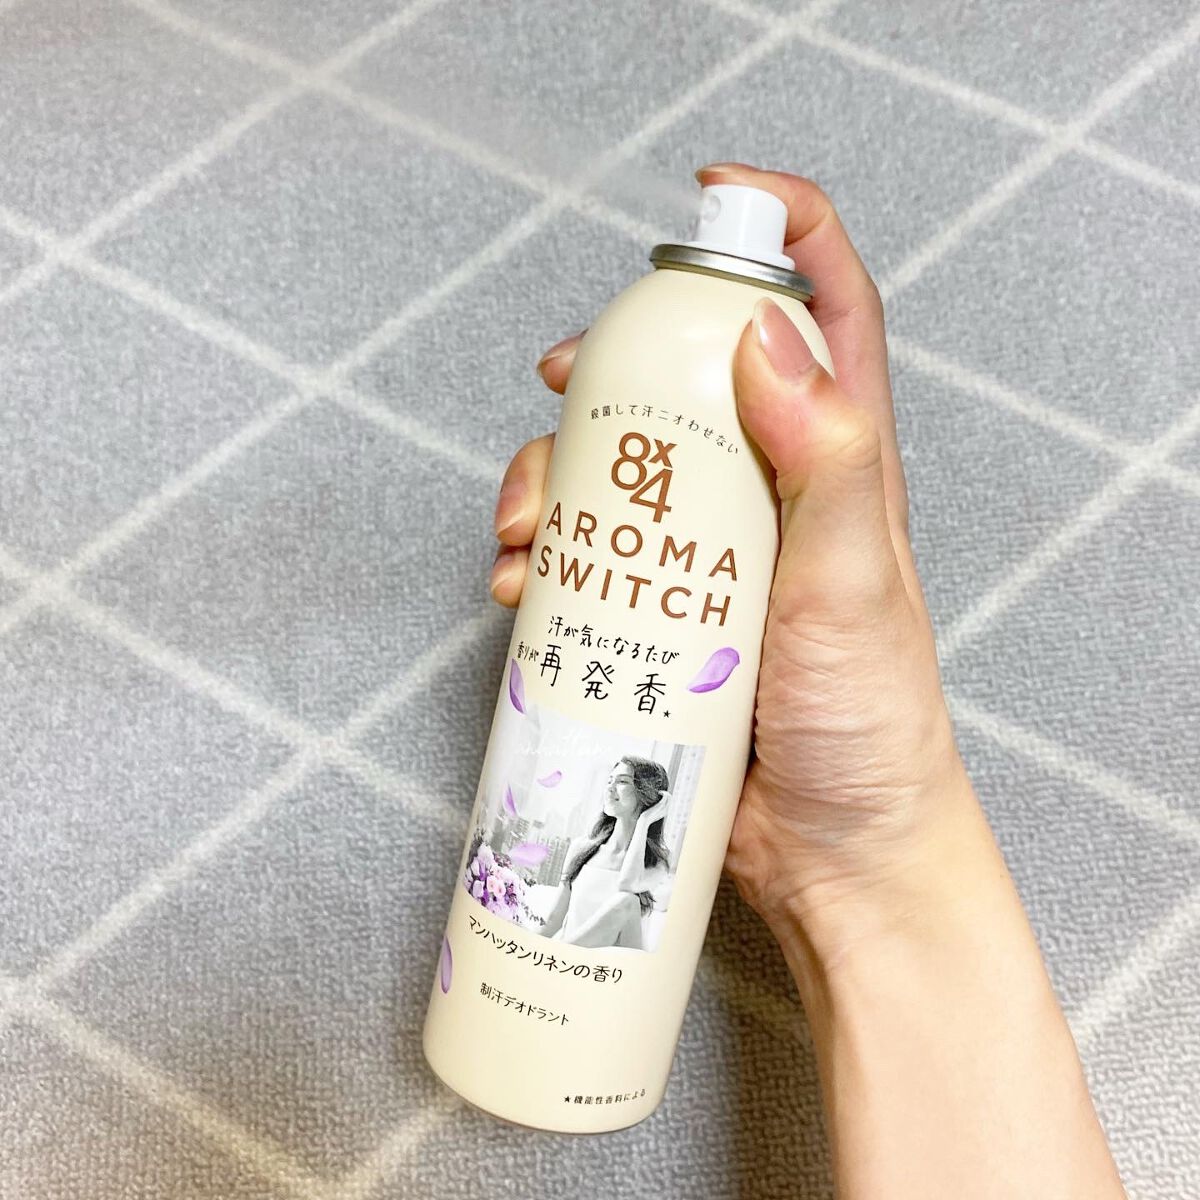 殺菌して汗ニオわせない
8x4
AROMA
SWITCH
汗が気になるたび
香りが再発香★
マンハッタンリネンの香り
制汗デオドラント
★機能性香料による